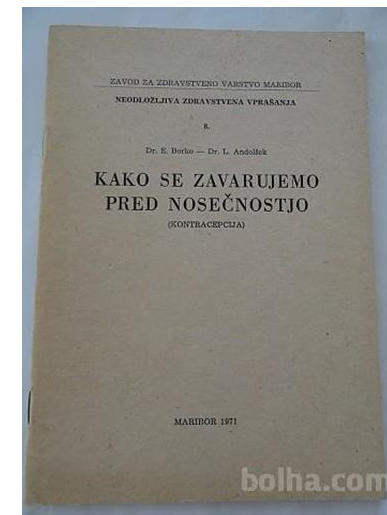 ZAVOD ZA ZDRAVSTVENO VARSTVO MARIBOR
NEODLOŽLJIVA ZDRAVSTVENA VPRAŠANJA
8.
Dr. E. Borko — Dr. L. Andolšek
KAKO SE ZAVARUJEMO
PRED NOSEČNOSTJO
(KONTRACEPCIJA)
MARIBOR 1971
bolha.com